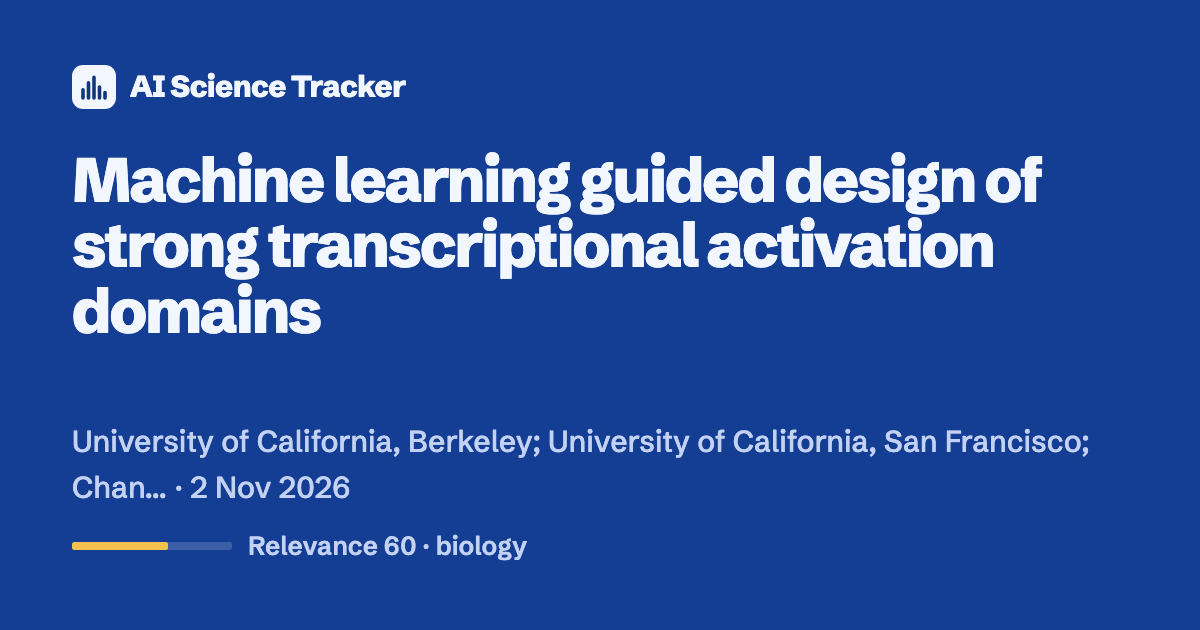 AI Science Tracker
Machine learning guided design of
strong transcriptional activation
domains
University of California, Berkeley; University of California, San Francisco;
Chan... · 2 Nov 2026
Relevance 60 · biology